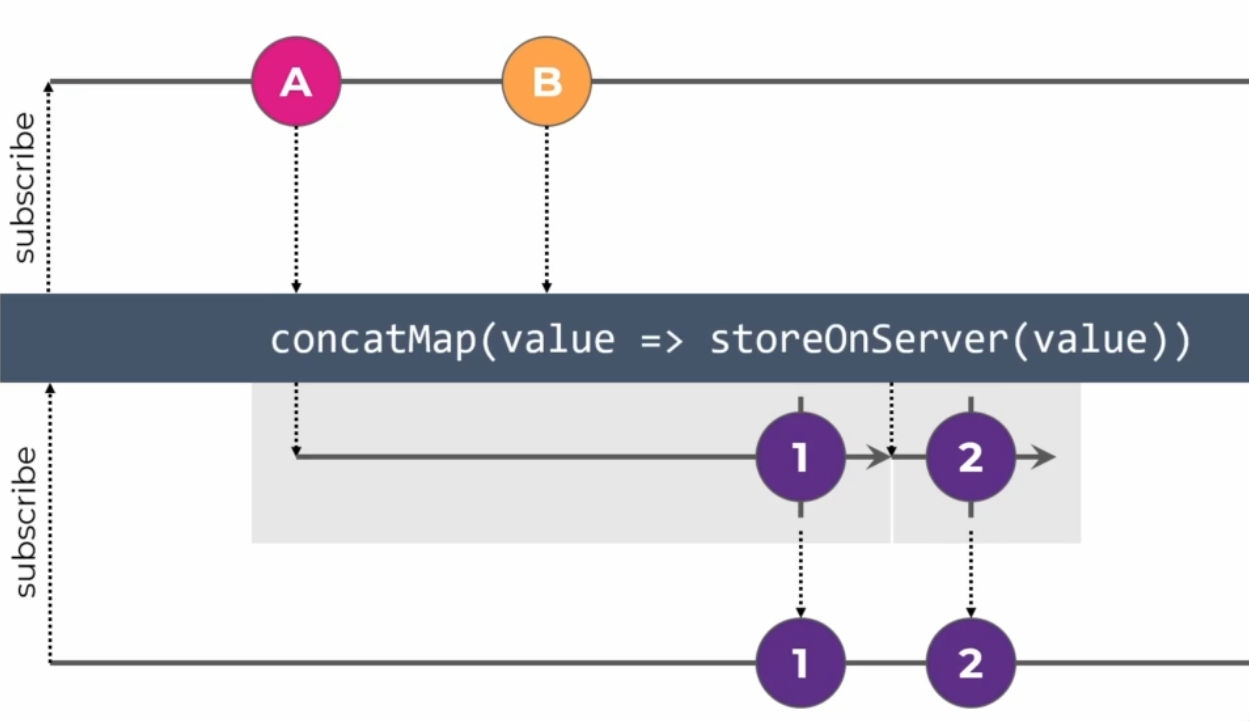 A
B
subscribe
concatMap(value => storeOnServer(value))
1
2
subscribe
1
2